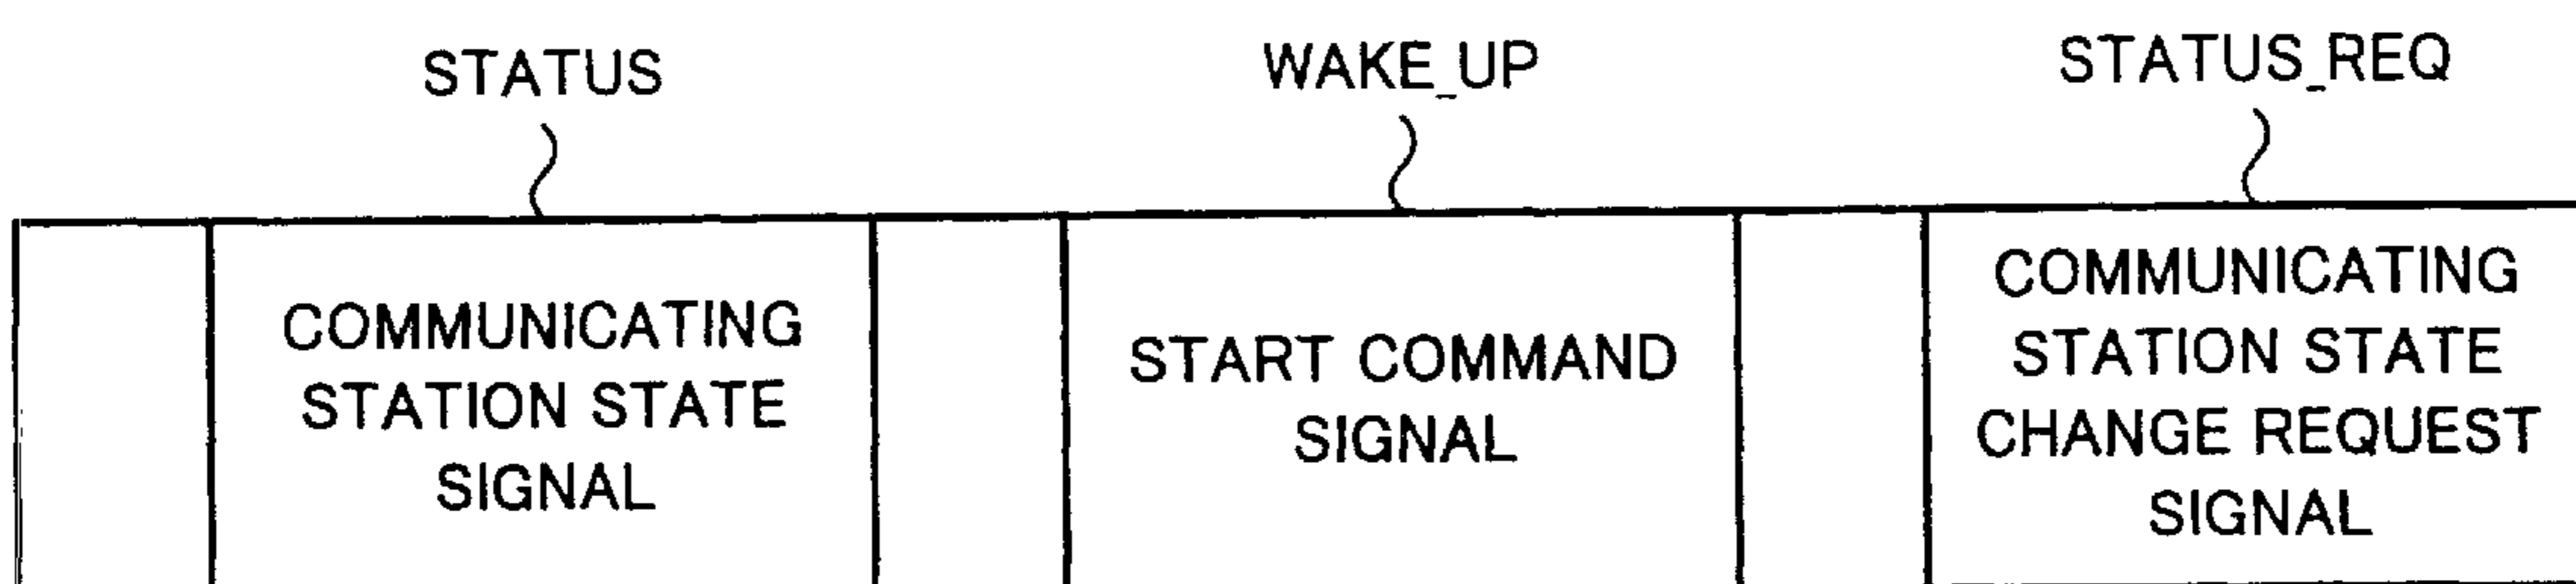 STATUS
WAKE_UP
STATUS_REQ
COMMUNICATING
STATION STATE
SIGNAL
START COMMAND
SIGNAL
COMMUNICATING
STATION STATE
CHANGE REQUEST
SIGNAL